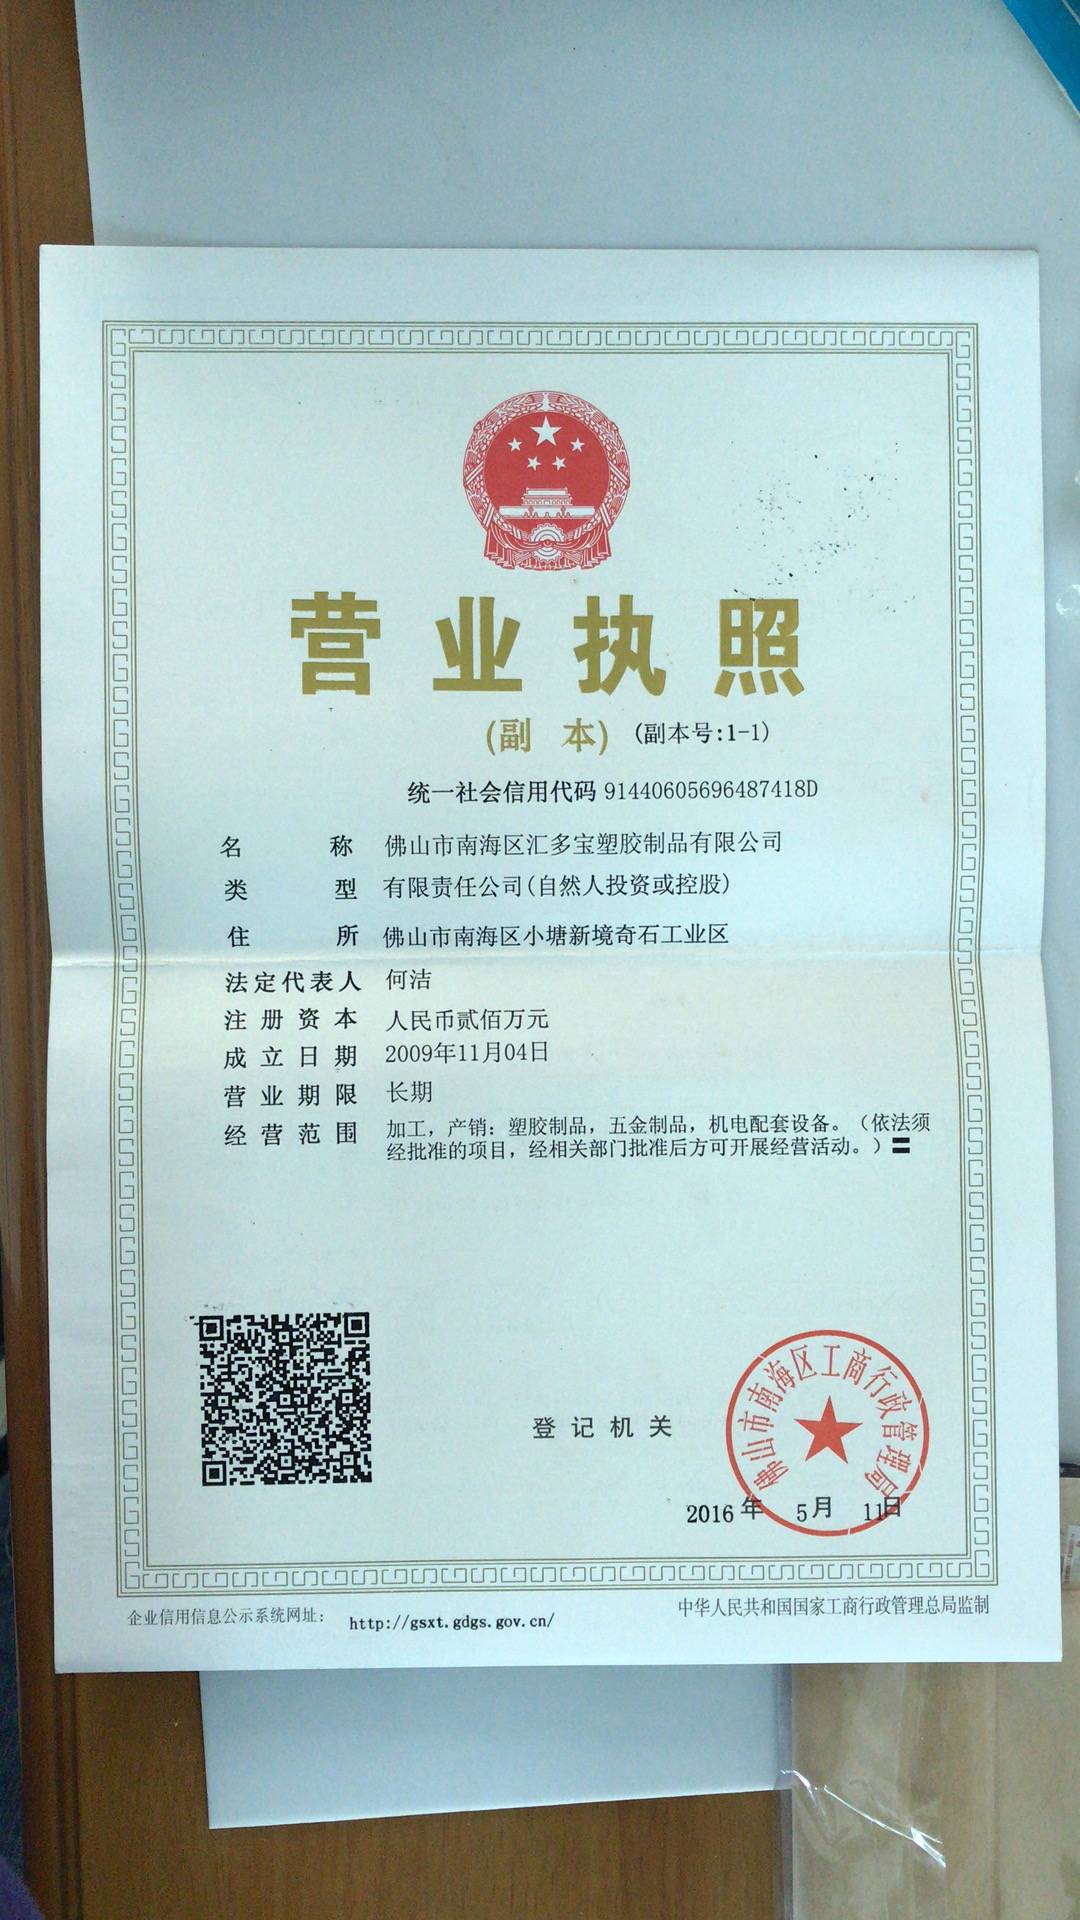 营业执照
(副 本) (副本号:1-1)
统一社会信用代码 91440605696487418D
名称 佛山市南海区汇多宝塑胶制品有限公司
类型 有限责任公司(自然人投资或控股)
住所 佛山市南海区小塘新境奇石工业区
法定代表人 何洁
注册资本 人民币贰佰万元
成立日期 2009年11月04日
营业期限 长期
经营范围 加工，产销：塑胶制品，五金制品，机电配套设备。（依法须
经批准的项目，经相关部门批准后方可开展经营活动。）〓
佛山市南海区工商行政管理局
登记机关
2016 年 5 月 11 日
企业信用信息公示系统网址： http://gsxt.gdgs.gov.cn/
中华人民共和国国家工商行政管理总局监制